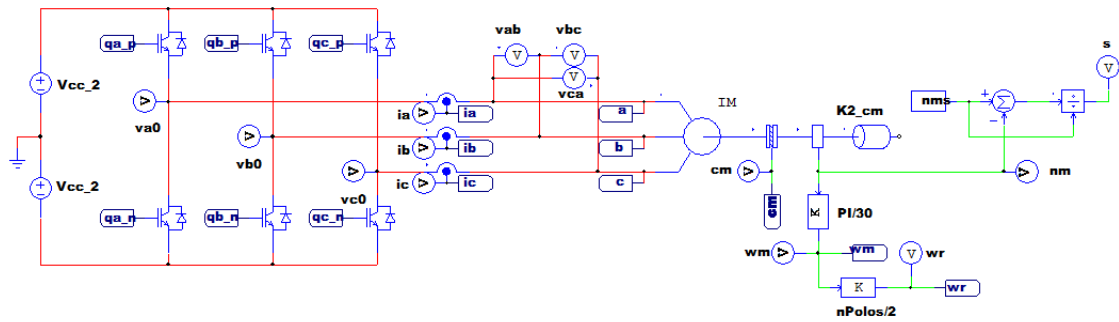 qa_p
qb_p
qc_p
Vcc_2
va0
vb0
vc0
Vcc_2
qa_n
qb_n
qc_n
vab
V
vbc
V
V
vca
ia
V
ia
ib
V
ib
ic
V
ic
a
b
c
IM
K2_cm
cm
V
cm
nms
+
Σ
−
÷
s
V
V
nm
K
PI/30
wm
V
wm
V
wr
K
nPolos/2
wr
V
V
V